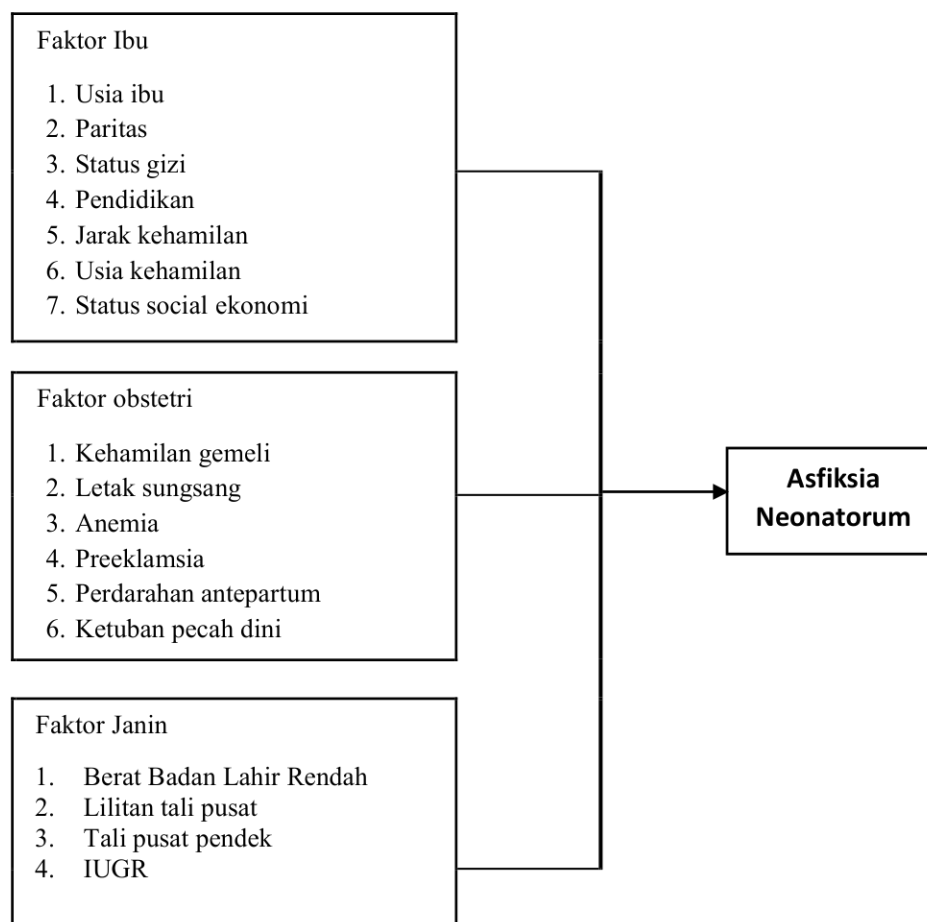 Faktor Ibu
1. Usia ibu
2. Paritas
3. Status gizi
4. Pendidikan
5. Jarak kehamilan
6. Usia kehamilan
7. Status social ekonomi
Faktor obstetri
1. Kehamilan gemeli
2. Letak sungsang
3. Anemia
4. Preeklamsia
5. Perdarahan antepartum
6. Ketuban pecah dini
Faktor Janin
1. Berat Badan Lahir Rendah
2. Lilitan tali pusat
3. Tali pusat pendek
4. IUGR
Asfiksia
Neonatorum